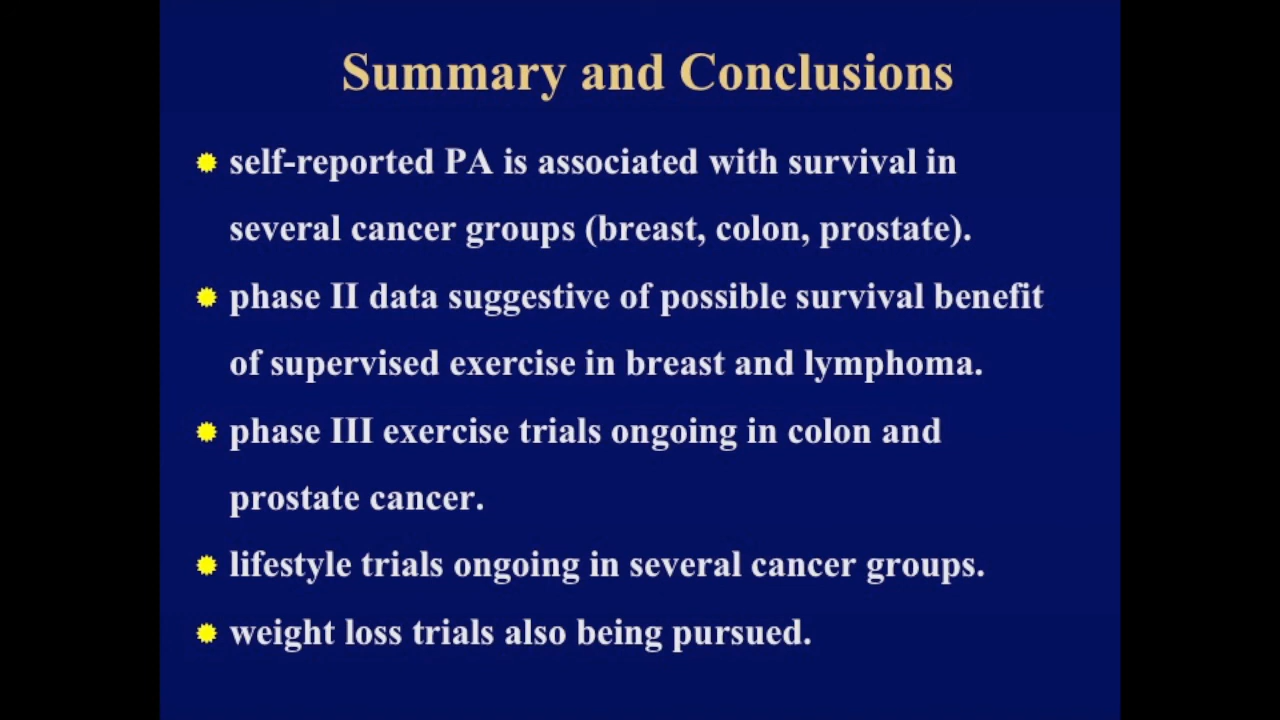 Summary and Conclusions
self-reported PA is associated with survival in
several cancer groups (breast, colon, prostate).
phase II data suggestive of possible survival benefit
of supervised exercise in breast and lymphoma.
phase III exercise trials ongoing in colon and
prostate cancer.
lifestyle trials ongoing in several cancer groups.
weight loss trials also being pursued.